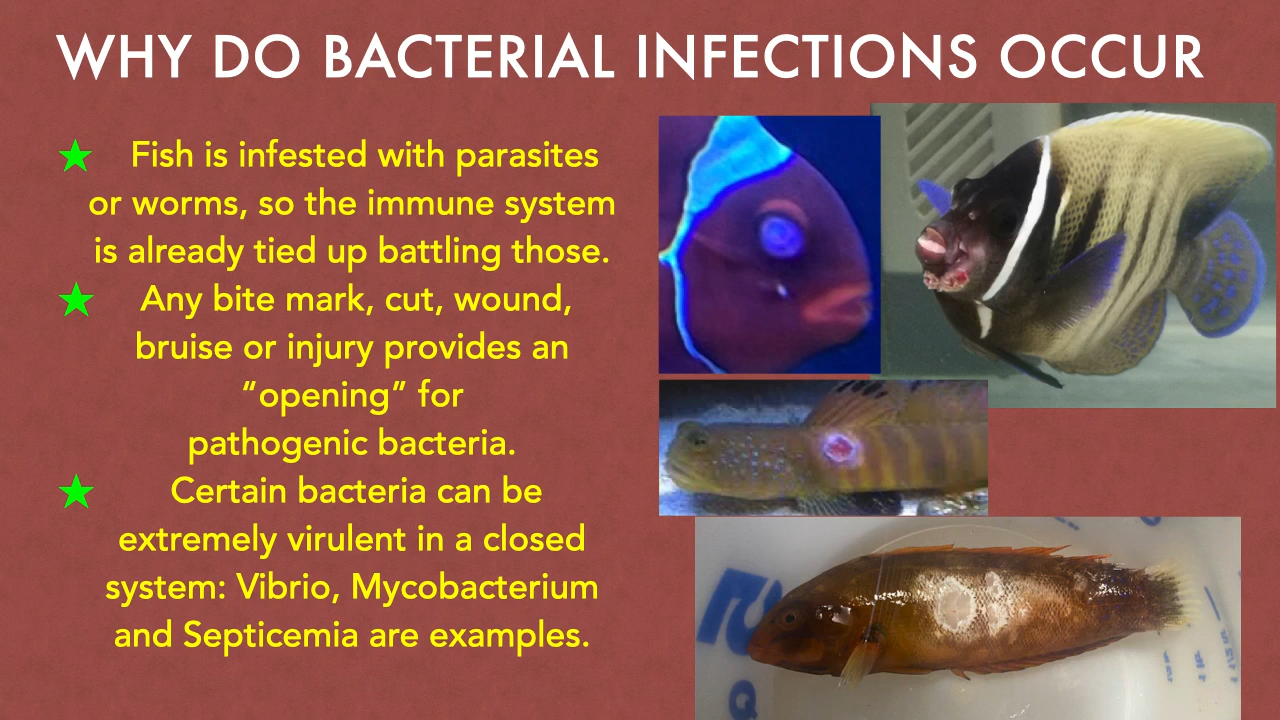 WHY DO BACTERIAL INFECTIONS OCCUR
Fish is infested with parasites
or worms, so the immune system
is already tied up battling those.
Any bite mark, cut, wound,
bruise or injury provides an
“opening” for
pathogenic bacteria.
Certain bacteria can be
extremely virulent in a closed
system: Vibrio, Mycobacterium
and Septicemia are examples.